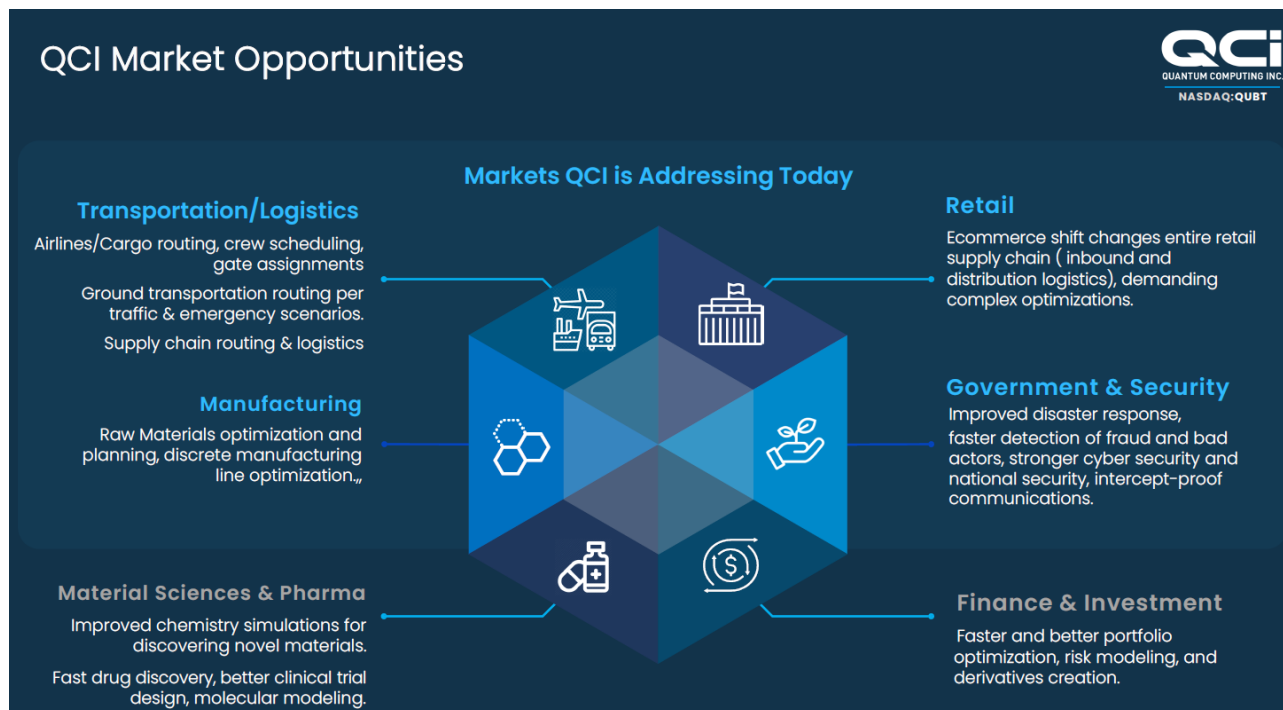 QCI Market Opportunities
QCi
QUANTUM COMPUTING INC.
NASDAQ:QUBT
Markets QCI is Addressing Today
Transportation/Logistics
Airlines/Cargo routing, crew scheduling,
gate assignments
Ground transportation routing per
traffic & emergency scenarios.
Supply chain routing & logistics
Manufacturing
Raw Materials optimization and
planning, discrete manufacturing
line optimization.,,
Material Sciences & Pharma
Improved chemistry simulations for
discovering novel materials.
Fast drug discovery, better clinical trial
design, molecular modeling.
Retail
Ecommerce shift changes entire retail
supply chain ( inbound and
distribution logistics), demanding
complex optimizations.
Government & Security
Improved disaster response,
faster detection of fraud and bad
actors, stronger cyber security and
national security, intercept-proof
communications.
Finance & Investment
Faster and better portfolio
optimization, risk modeling, and
derivatives creation.
$